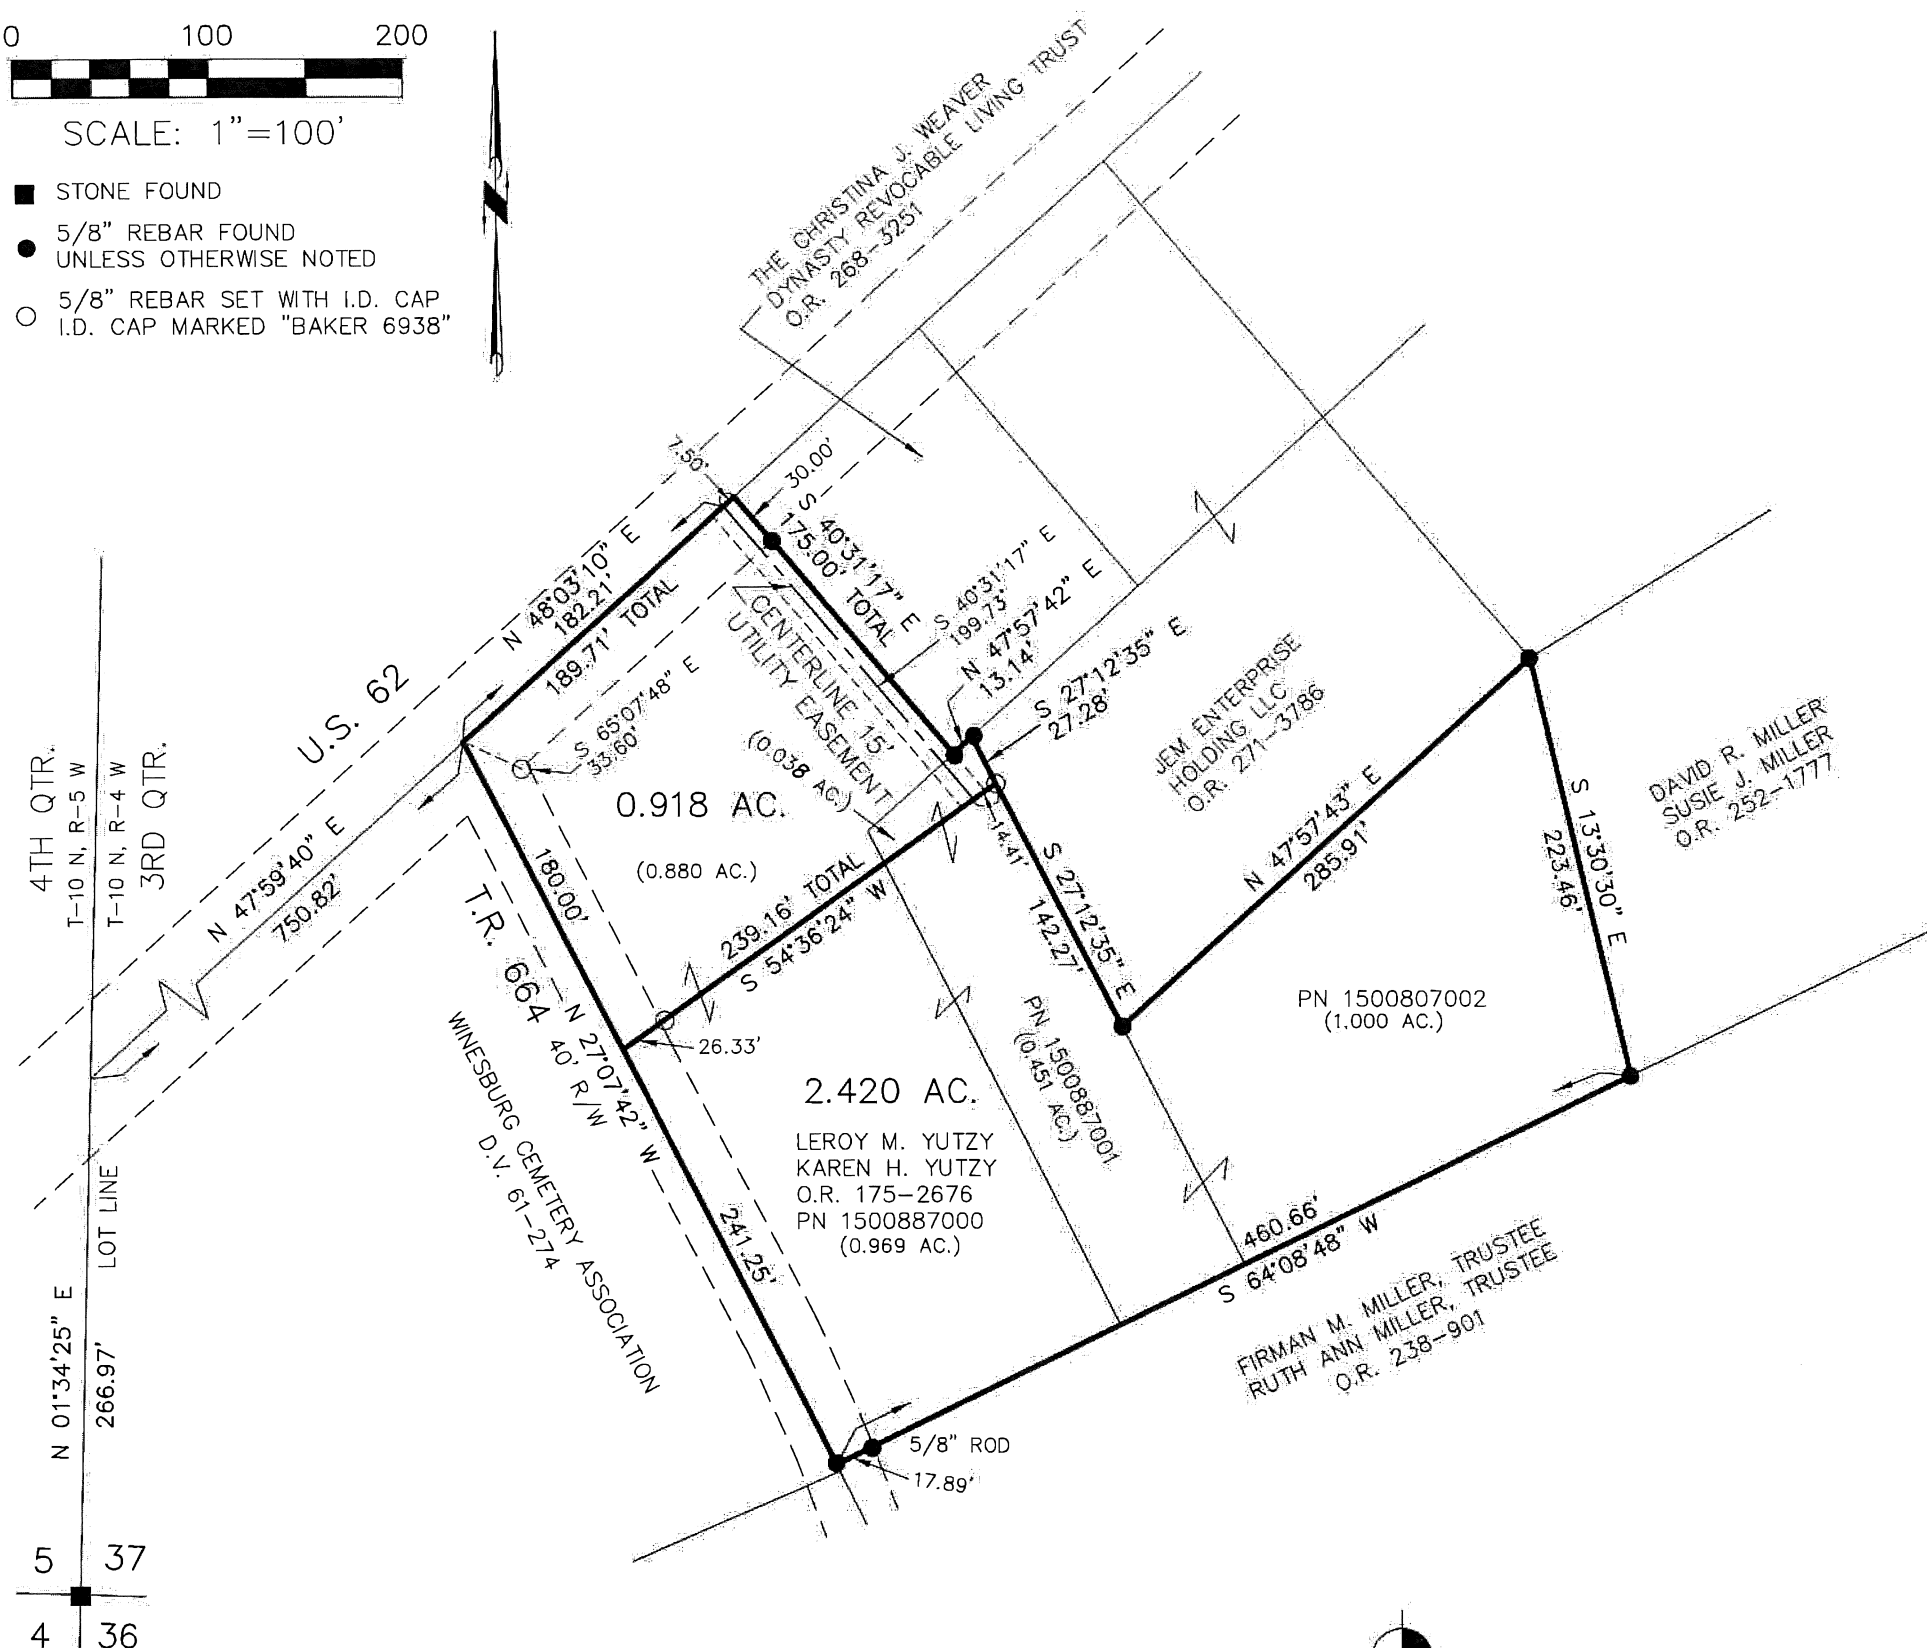 0 100 200
SCALE: 1"=100'
STONE FOUND
5/8" REBAR FOUND
UNLESS OTHERWISE NOTED
5/8" REBAR SET WITH I.D. CAP
I.D. CAP MARKED "BAKER 6938"
THE CHRISTINA J. WEAVER
DYNASTY REVOCABLE LIVING TRUST
O.R. 268-3251
7.50'
30.00'
S 40°31'17" E
175.00' TOTAL
N 48°03'10" E
182.21'
189.71' TOTAL
U.S. 62
S 65°07'48" E
33.60'
CENTERLINE 15'
UTILITY EASEMENT
S 40°31'17" E
199.73'
N 47°57'42" E
13.14'
S 27°12'35" E
27.28'
(0.038 AC.)
0.918 AC.
(0.880 AC.)
JEM ENTERPRISE
HOLDING LLC
O.R. 271-3786
DAVID R. MILLER
SUSIE J. MILLER
O.R. 252-1777
4TH QTR.
T-10 N, R-5 W
T-10 N, R-4 W
3RD QTR.
N 47°59'40" E
750.82'
180.00'
T.R. 664
239.16' TOTAL
S 54°36'24" W
14.41'
S 27°12'35" E
142.27'
N 47°57'43" E
285.91'
S 13°30'30" E
223.46'
PN 1500807002
(1.000 AC.)
26.33'
N 27°07'42" W
40' R/W
WINESBURG CEMETERY ASSOCIATION
D.V. 61-274
2.420 AC.
LEROY M. YUTZY
KAREN H. YUTZY
O.R. 175-2676
PN 1500887000
(0.969 AC.)
PN 1500887001
(0.451 AC.)
241.25'
460.66'
S 64°08'48" W
FIRMAN M. MILLER, TRUSTEE
RUTH ANN MILLER, TRUSTEE
O.R. 238-901
LOT LINE
N 01°34'25" E
266.97'
5/8" ROD
17.89'
5 37
4 36